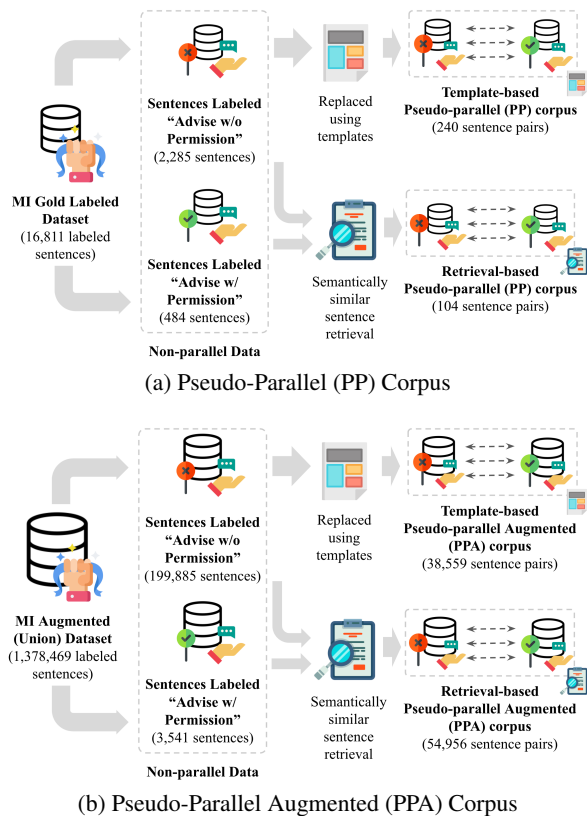 MI Gold Labeled
Dataset
(16,811 labeled
sentences)
Sentences Labeled
“Advise w/o
Permission”
(2,285 sentences)
Sentences Labeled
“Advise w/
Permission”
(484 sentences)
Non-parallel Data
Replaced
using
templates
Semantically
similar
sentence
retrieval
Template-based
Pseudo-parallel (PP) corpus
(240 sentence pairs)
Retrieval-based
Pseudo-parallel (PP) corpus
(104 sentence pairs)
(a) Pseudo-Parallel (PP) Corpus
MI Augmented
(Union) Dataset
(1,378,469 labeled
sentences)
Sentences Labeled
“Advise w/o
Permission”
(199,885 sentences)
Sentences Labeled
“Advise w/
Permission”
(3,541 sentences)
Non-parallel Data
Replaced
using
templates
Semantically
similar
sentence
retrieval
Template-based
Pseudo-parallel Augmented
(PPA) corpus
(38,559 sentence pairs)
Retrieval-based
Pseudo-parallel Augmented
(PPA) corpus
(54,956 sentence pairs)
(b) Pseudo-Parallel Augmented (PPA) Corpus